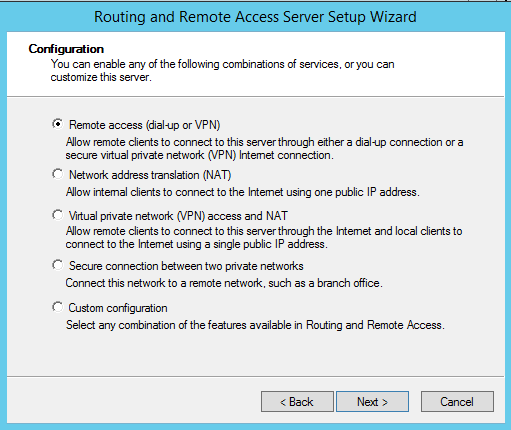 Routing and Remote Access Server Setup Wizard
Configuration
You can enable any of the following combinations of services, or you can
customize this server.
Remote access (dial-up or VPN)
Allow remote clients to connect to this server through either a dial-up connection or a
secure virtual private network (VPN) Internet connection.
Network address translation (NAT)
Allow internal clients to connect to the Internet using one public IP address.
Virtual private network (VPN) access and NAT
Allow remote clients to connect to this server through the Internet and local clients to
connect to the Internet using a single public IP address.
Secure connection between two private networks
Connect this network to a remote network, such as a branch office.
Custom configuration
Select any combination of the features available in Routing and Remote Access.
< Back Next > Cancel